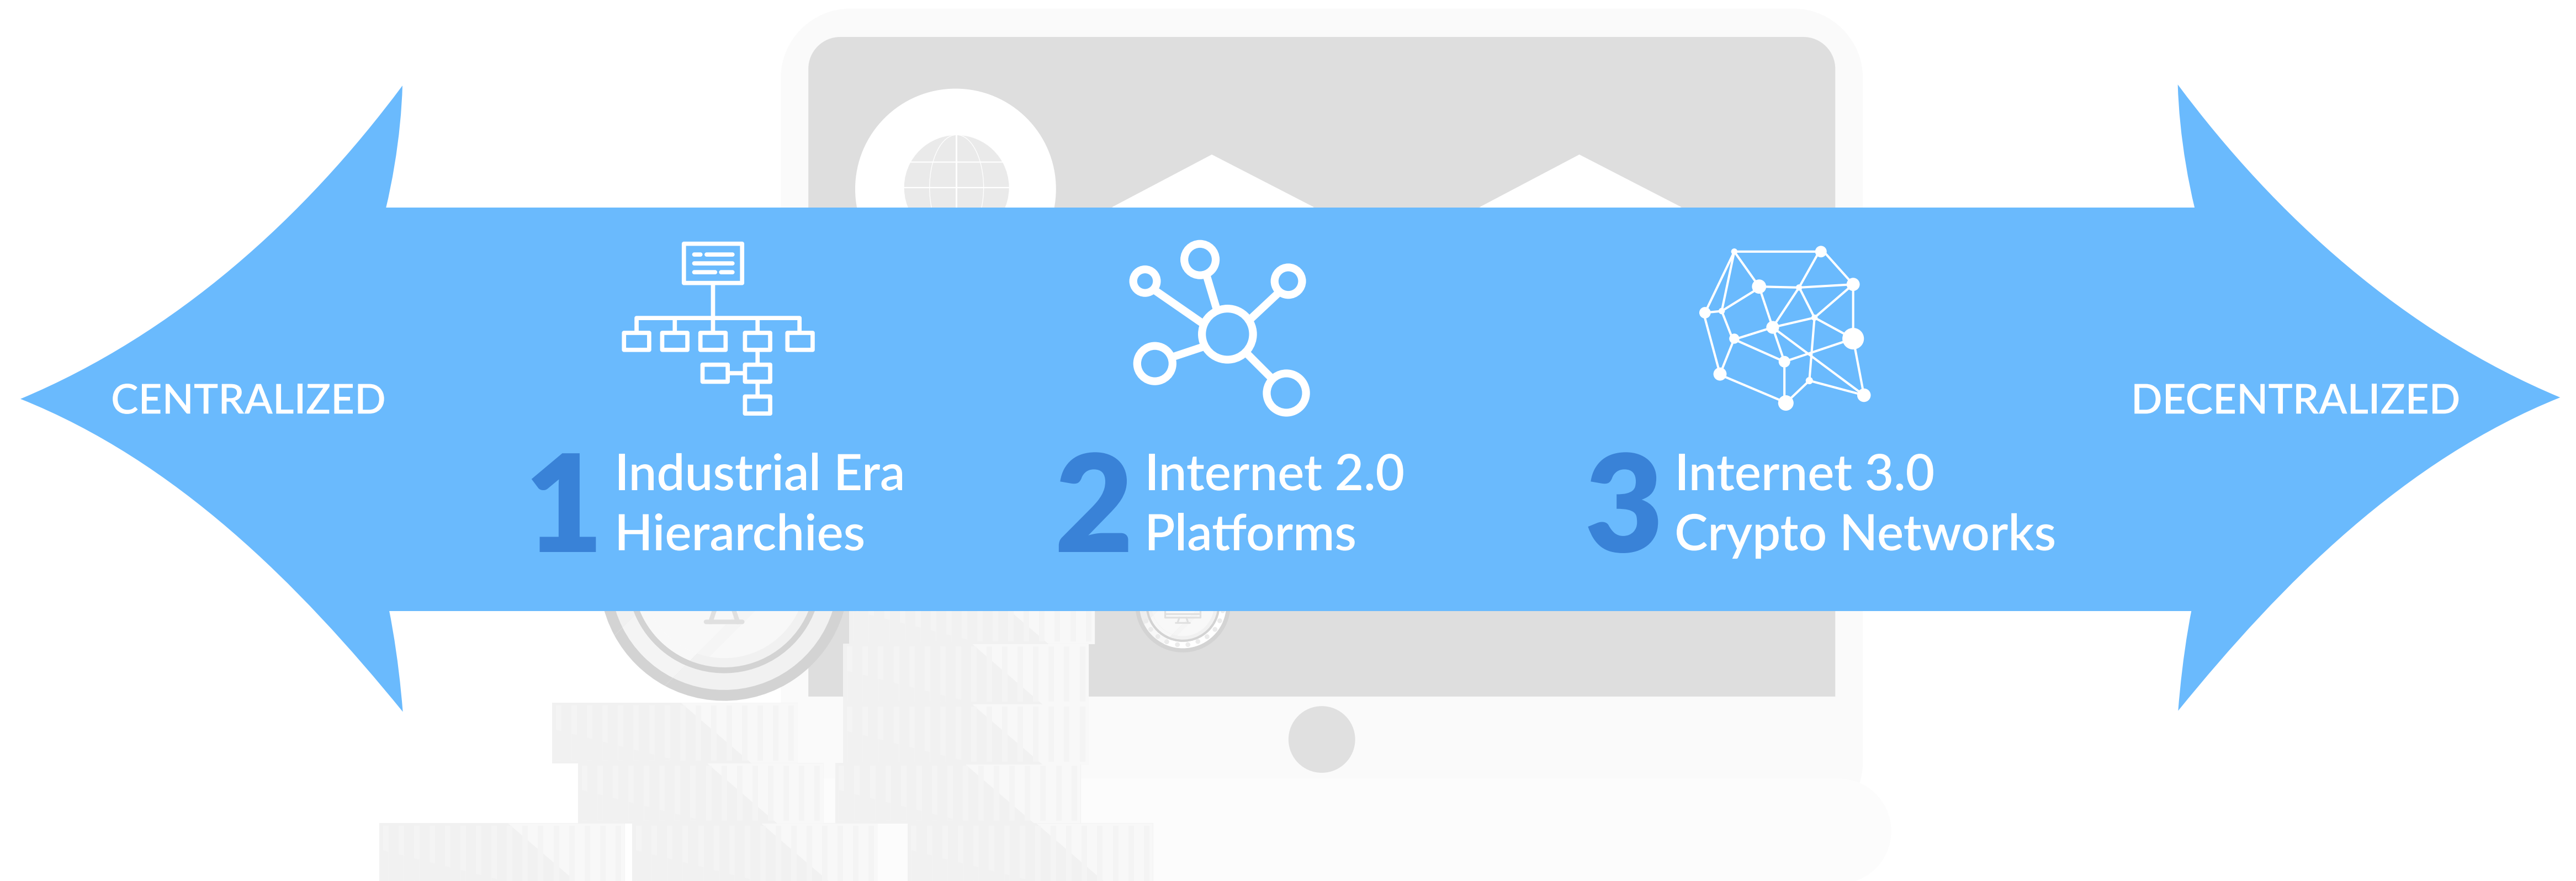 CENTRALIZED
1 Industrial Era
Hierarchies
2 Internet 2.0
Platforms
3 Internet 3.0
Crypto Networks
DECENTRALIZED